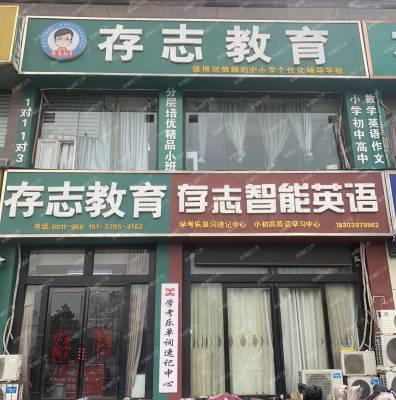 存志教育
值得您信赖的中小学个性化辅导学校
1对1 1对3
分层培优精品小班
小学初中高中
数学英语作文
存志教育
存志智能英语
学考乐单词速记中心 小初高英语学习中心
学考乐单词速记中心